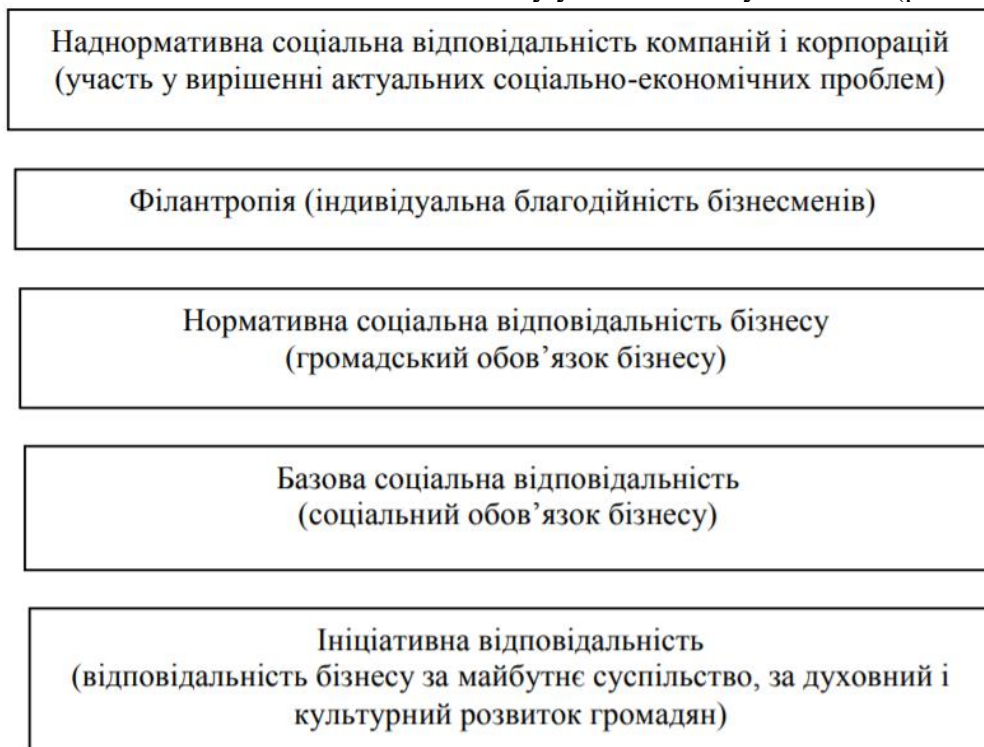 Наднормативна соціальна відповідальність компаній і корпорацій
(участь у вирішенні актуальних соціально-економічних проблем)
Філантропія (індивідуальна благодійність бізнесменів)
Нормативна соціальна відповідальність бізнесу
(громадський обов’язок бізнесу)
Базова соціальна відповідальність
(соціальний обов’язок бізнесу)
Ініціативна відповідальність
(відповідальність бізнесу за майбутнє суспільство, за духовний і
культурний розвиток громадян)